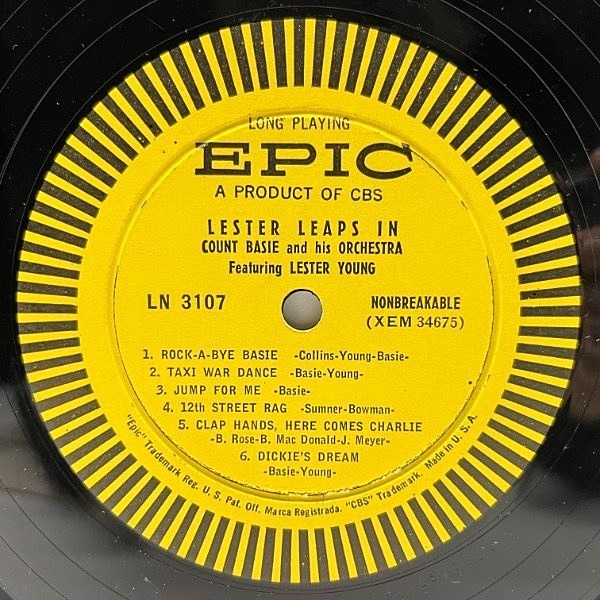 LONG PLAYING
EPIC
A PRODUCT OF CBS
LESTER LEAPS IN
COUNT BASIE and his ORCHESTRA
Featuring LESTER YOUNG
LN 3107
NONBREAKABLE
(XEM 34675)
1. ROCK-A-BYE BASIE -Collins-Young-Basie-
2. TAXI WAR DANCE -Basie-Young-
3. JUMP FOR ME -Basie-
4. 12th STREET RAG -Sumner-Bowman-
5. CLAP HANDS, HERE COMES CHARLIE
-B. Rose-B. Mac Donald-J. Meyer-
6. DICKIE'S DREAM
-Basie-Young-
"Epic" Trademark Reg. U. S. Pat. Off. Marca Registrada. "CBS" Trademark. Made in U. S. A.